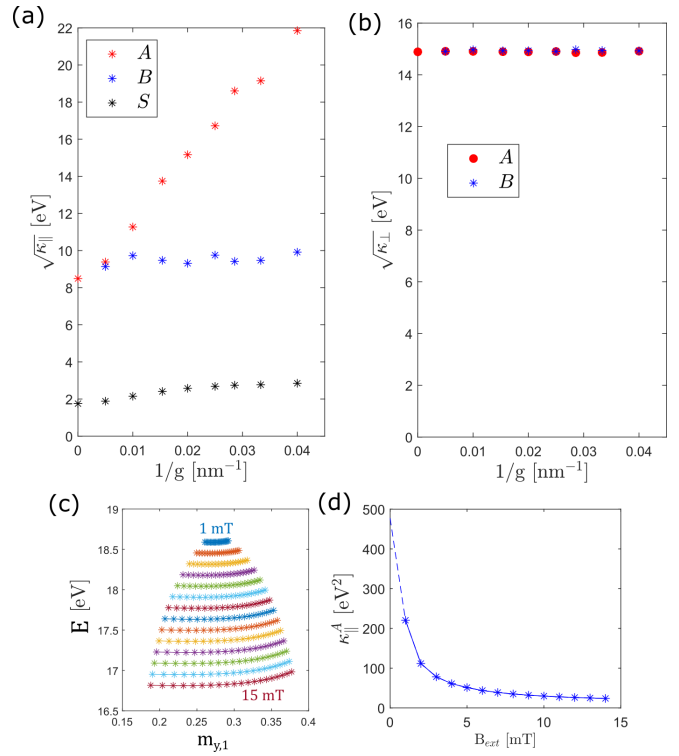 (a)
22
20
18
16
14
12
10
8
6
4
2
0
A
B
S
√κ∥ [eV]
0
0.01
0.02
0.03
0.04
1/g [nm⁻¹]
(b)
16
14
12
10
8
6
4
2
0
A
B
√κ⊥ [eV]
0
0.01
0.02
0.03
0.04
1/g [nm⁻¹]
(c)
19
18.5
18
17.5
17
16.5
1 mT
15 mT
E [eV]
0.15
0.2
0.25
0.3
0.35
0.4
m_y,1
(d)
500
400
300
200
100
0
κ∥^A [eV²]
0
5
10
15
B_ext [mT]